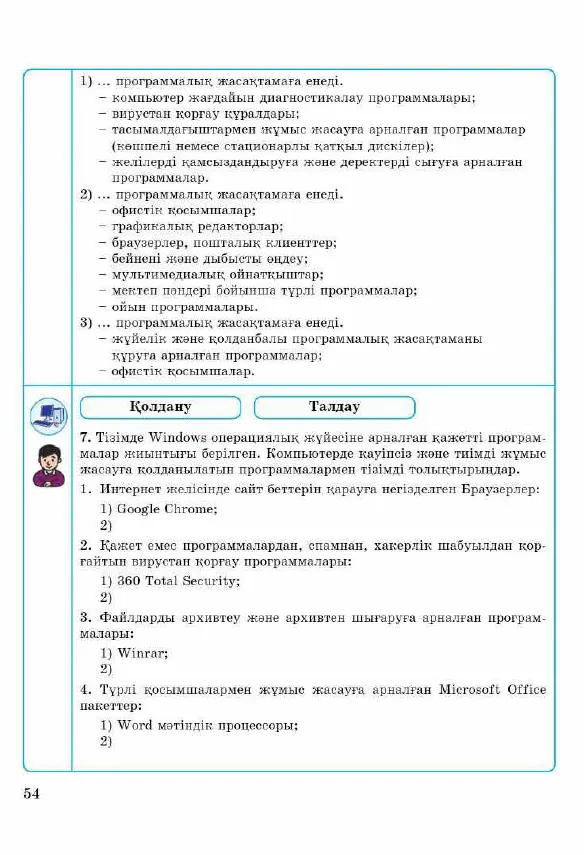 1) ... программалық жасақтамаға енеді.
– компьютер жағдайын диагностикалау программалары;
– вирустан қорғау құралдары;
– тасымалдағыштармен жұмыс жасауға арналған программалар
(көшпелі немесе стационарлы қатқыл дискілер);
– желілерді қамсыздандыруға және деректерді сығуға арналған
программалар.
2) ... программалық жасақтамаға енеді.
– офистік қосымшалар;
– графикалық редакторлар;
– браузерлер, пошталық клиенттер;
– бейнені және дыбысты өңдеу;
– мультимедиалық ойнатқыштар;
– мектеп пәндері бойынша түрлі программалар;
– ойын программалары.
3) ... программалық жасақтамаға енеді.
– жүйелік және қолданбалы программалық жасақтаманы
құруға арналған программалар;
– офистік қосымшалар.
Қолдану Талдау
7. Тізімде Windows операциялық жүйесіне арналған қажетті програм-
малар жиынтығы берілген. Компьютерде қауіпсіз және тиімді жұмыс
жасауға қолданылатын программалармен тізімді толықтырыңдар.
1. Интернет желісінде сайт беттерін қарауға негізделген Браузерлер:
1) Google Chrome;
2)
2. Қажет емес программалардан, спамнан, хакерлік шабуылдан қор-
ғайтын вирустан қорғау программалары:
1) 360 Total Security;
2)
3. Файлдарды архивтеу және архивтен шығаруға арналған програм-
малары:
1) Winrar;
2)
4. Түрлі қосымшалармен жұмыс жасауға арналған Microsoft Office
пакеттер:
1) Word мәтіндік процессоры;
2)
54